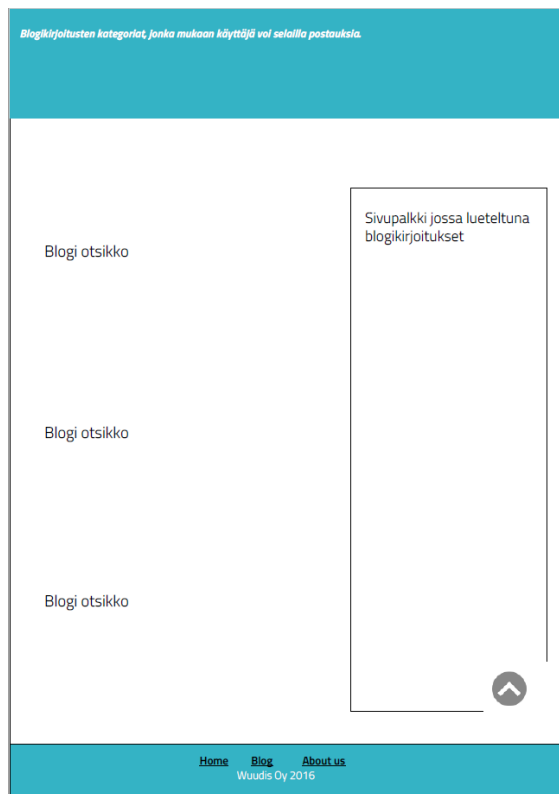 Blogikirjoitusten kategoriat, jonka mukaan käyttäjä voi selailla postauksia.
Sivupalkki jossa lueteltuna
blogikirjoitukset
Blogi otsikko
Blogi otsikko
Blogi otsikko
Home Blog About us
Wuudis Oy 2016